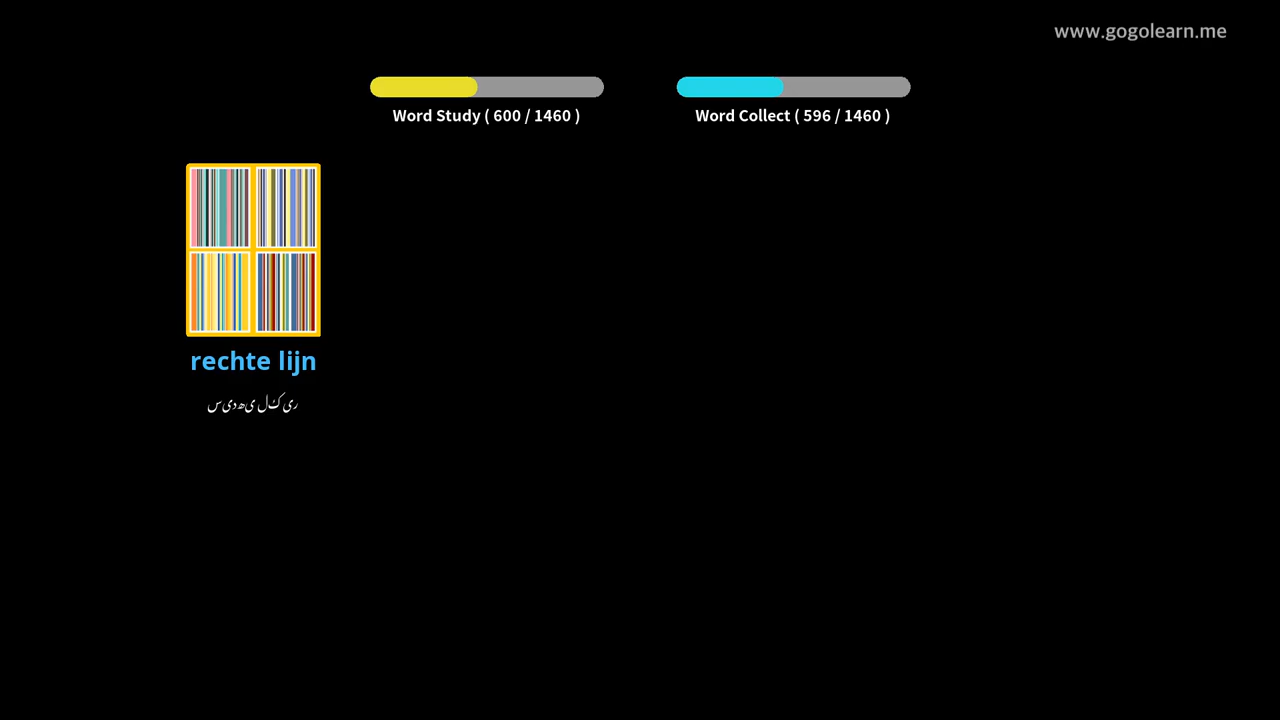 www.gogolearn.me
Word Study ( 600 / 1460 )
Word Collect ( 596 / 1460 )
rechte lijn
سیدھی لکیر